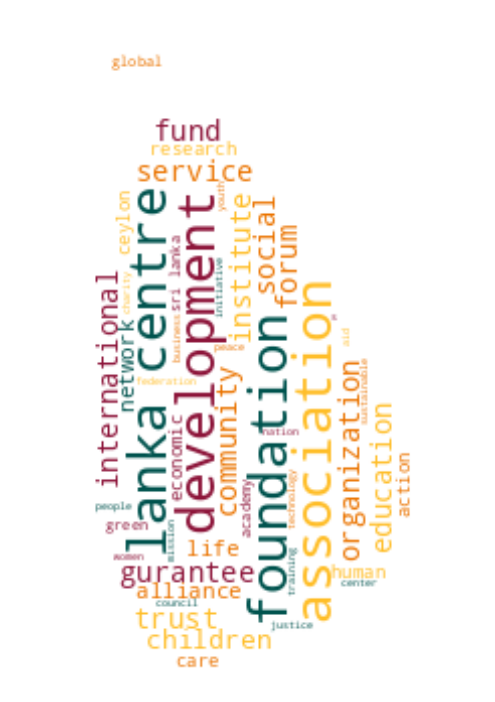 global
fund
research
service
lanka centre
development
foundation
association
ceylon
institute
social
forum
youth
international
network
charity
business
sri lanka
initiative
peace
aid
federation
economic
community
nation
organization
sustainable
education
action
people
green
women
mission
academy
technology
training
life
gurantee
alliance
human
center
council
trust
justice
children
care